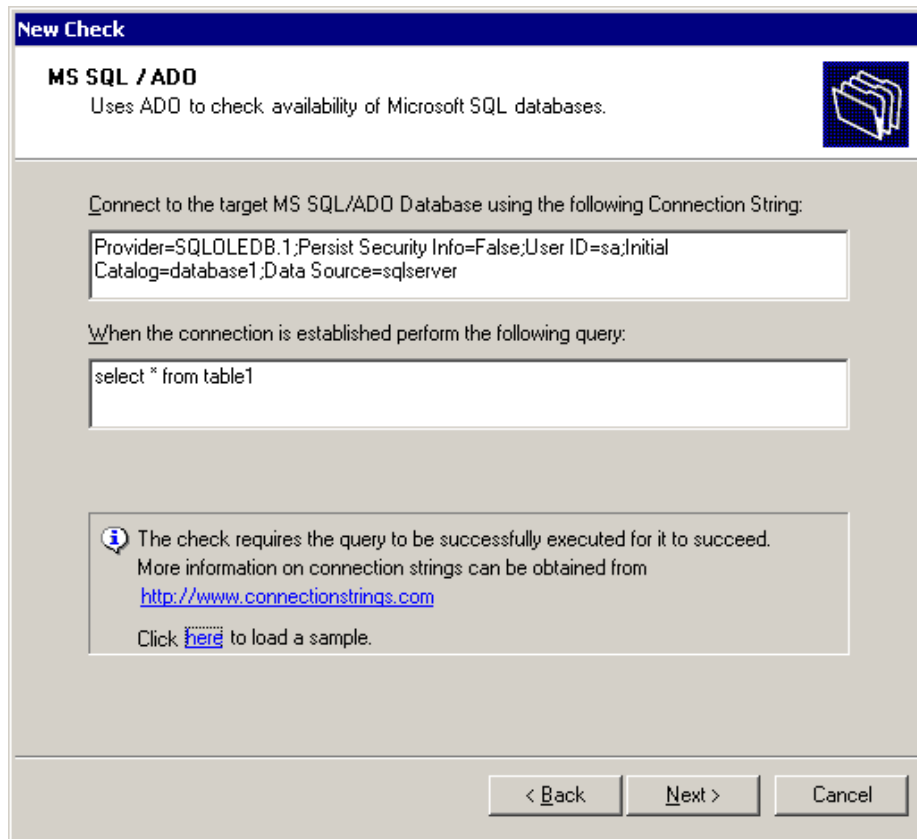 New Check
MS SQL / ADO
Uses ADO to check availability of Microsoft SQL databases.
Connect to the target MS SQL/ADO Database using the following Connection String:
Provider=SQLOLEDB.1;Persist Security Info=False;User ID=sa;Initial
Catalog=database1;Data Source=sqlserver
When the connection is established perform the following query:
select * from table1
The check requires the query to be successfully executed for it to succeed.
More information on connection strings can be obtained from
http://www.connectionstrings.com
Click here to load a sample.
< Back
Next >
Cancel